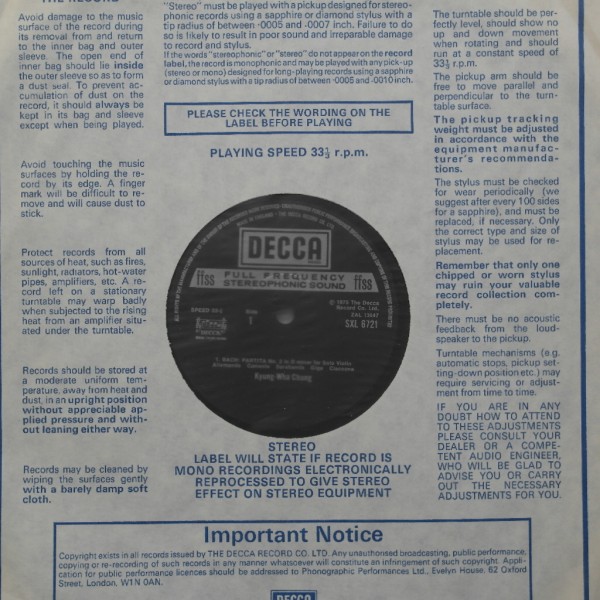 THE RECORD
Avoid damage to the music
surface of the record during
its removal from and return
to the inner bag and outer
sleeve. The open end of
inner bag should lie inside
the outer sleeve so as to form
a dust seal. To prevent ac-
cumulation of dust on the
record, it should always be
kept in its bag and sleeve
except when being played.
Avoid touching the music
surfaces by holding the re-
cord by its edge. A finger
mark will be difficult to re-
move and will cause dust to
stick.
Protect records from all
sources of heat, such as fires,
sunlight, radiators, hot-water
pipes, amplifiers, etc. A re-
cord left on a stationary
turntable may warp badly
when subjected to the rising
heat from an amplifier situ-
ated under the turntable.
Records should be stored at
a moderate uniform tem-
perature, away from heat and
dust, in an upright position
without appreciable ap-
plied pressure and with-
out leaning either way.
Records may be cleaned by
wiping the surfaces gently
with a barely damp soft
cloth.
"Stereo" must be played with a pickup designed for stereo-
phonic records using a sapphire or diamond stylus with a
tip radius of between ·0005 and ·0007 inch. Failure to do
so is likely to result in poor sound and irreparable damage
to record and stylus.
If the words "stereophonic" or "stereo" do not appear on the record
label, the record is monophonic and may be played with any pick-up
(stereo or mono) designed for long-playing records using a sapphire
or diamond stylus with a tip radius of between ·0005 and ·0010 inch.
PLEASE CHECK THE WORDING ON THE
LABEL BEFORE PLAYING
PLAYING SPEED 33⅓ r.p.m.
DECCA
ffss
FULL FREQUENCY
STEREOPHONIC SOUND
ffss
SPEED 33⅓
Side
1
The Decca
Record Co. Ltd.
SXL 6721
Kyung-Wha Chung
STEREO
LABEL WILL STATE IF RECORD IS
MONO RECORDINGS ELECTRONICALLY
REPROCESSED TO GIVE STEREO
EFFECT ON STEREO EQUIPMENT
The turntable should be per-
fectly level, should show no
up and down movement
when rotating and should
run at a constant speed of
33⅓ r.p.m.
The pickup arm should be
free to move parallel and
perpendicular to the turn-
table surface.
The pickup tracking
weight must be adjusted
in accordance with the
equipment manufac-
turer's recommenda-
tions.
The stylus must be checked
for wear periodically (we
suggest after every 100 sides
for a sapphire), and must be
replaced, if necessary. Only
the correct type and size of
stylus may be used for re-
placement.
Remember that only one
chipped or worn stylus
may ruin your valuable
record collection com-
pletely.
There must be no acoustic
feedback from the loud-
speaker to the pickup.
Turntable mechanisms (e.g.
automatic stops, pickup set-
ting-down position etc.) may
require servicing or adjust-
ment from time to time.
IF YOU ARE IN ANY
DOUBT HOW TO ATTEND
TO THESE ADJUSTMENTS
PLEASE CONSULT YOUR
DEALER OR A COMPE-
TENT AUDIO ENGINEER,
WHO WILL BE GLAD TO
ADVISE YOU OR CARRY
OUT THE NECESSARY
ADJUSTMENTS FOR YOU.
Important Notice
Copyright exists in all records issued by THE DECCA RECORD CO. LTD. Any unauthorised broadcasting, public performance,
copying or re-recording of such records in any manner whatsoever will constitute an infringement of such copyright. Appli-
cation for public performance licences should be addressed to Phonographic Performances Ltd., Evelyn House, 62 Oxford
Street, London, W1N 0AN.
DECCA